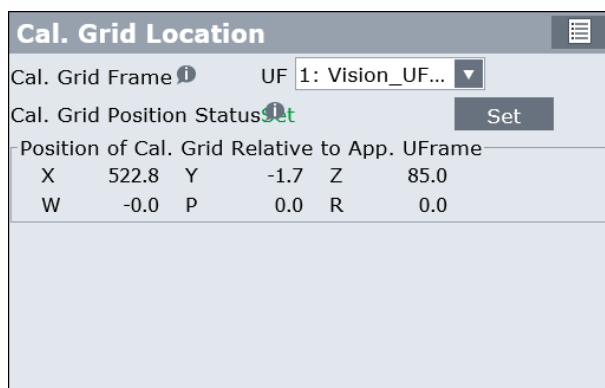 Cal. Grid Location
Cal. Grid Frame UF 1: Vision_UF...
Cal. Grid Position Status Set Set
Position of Cal. Grid Relative to App. UFrame
X 522.8 Y -1.7 Z 85.0
W -0.0 P 0.0 R 0.0